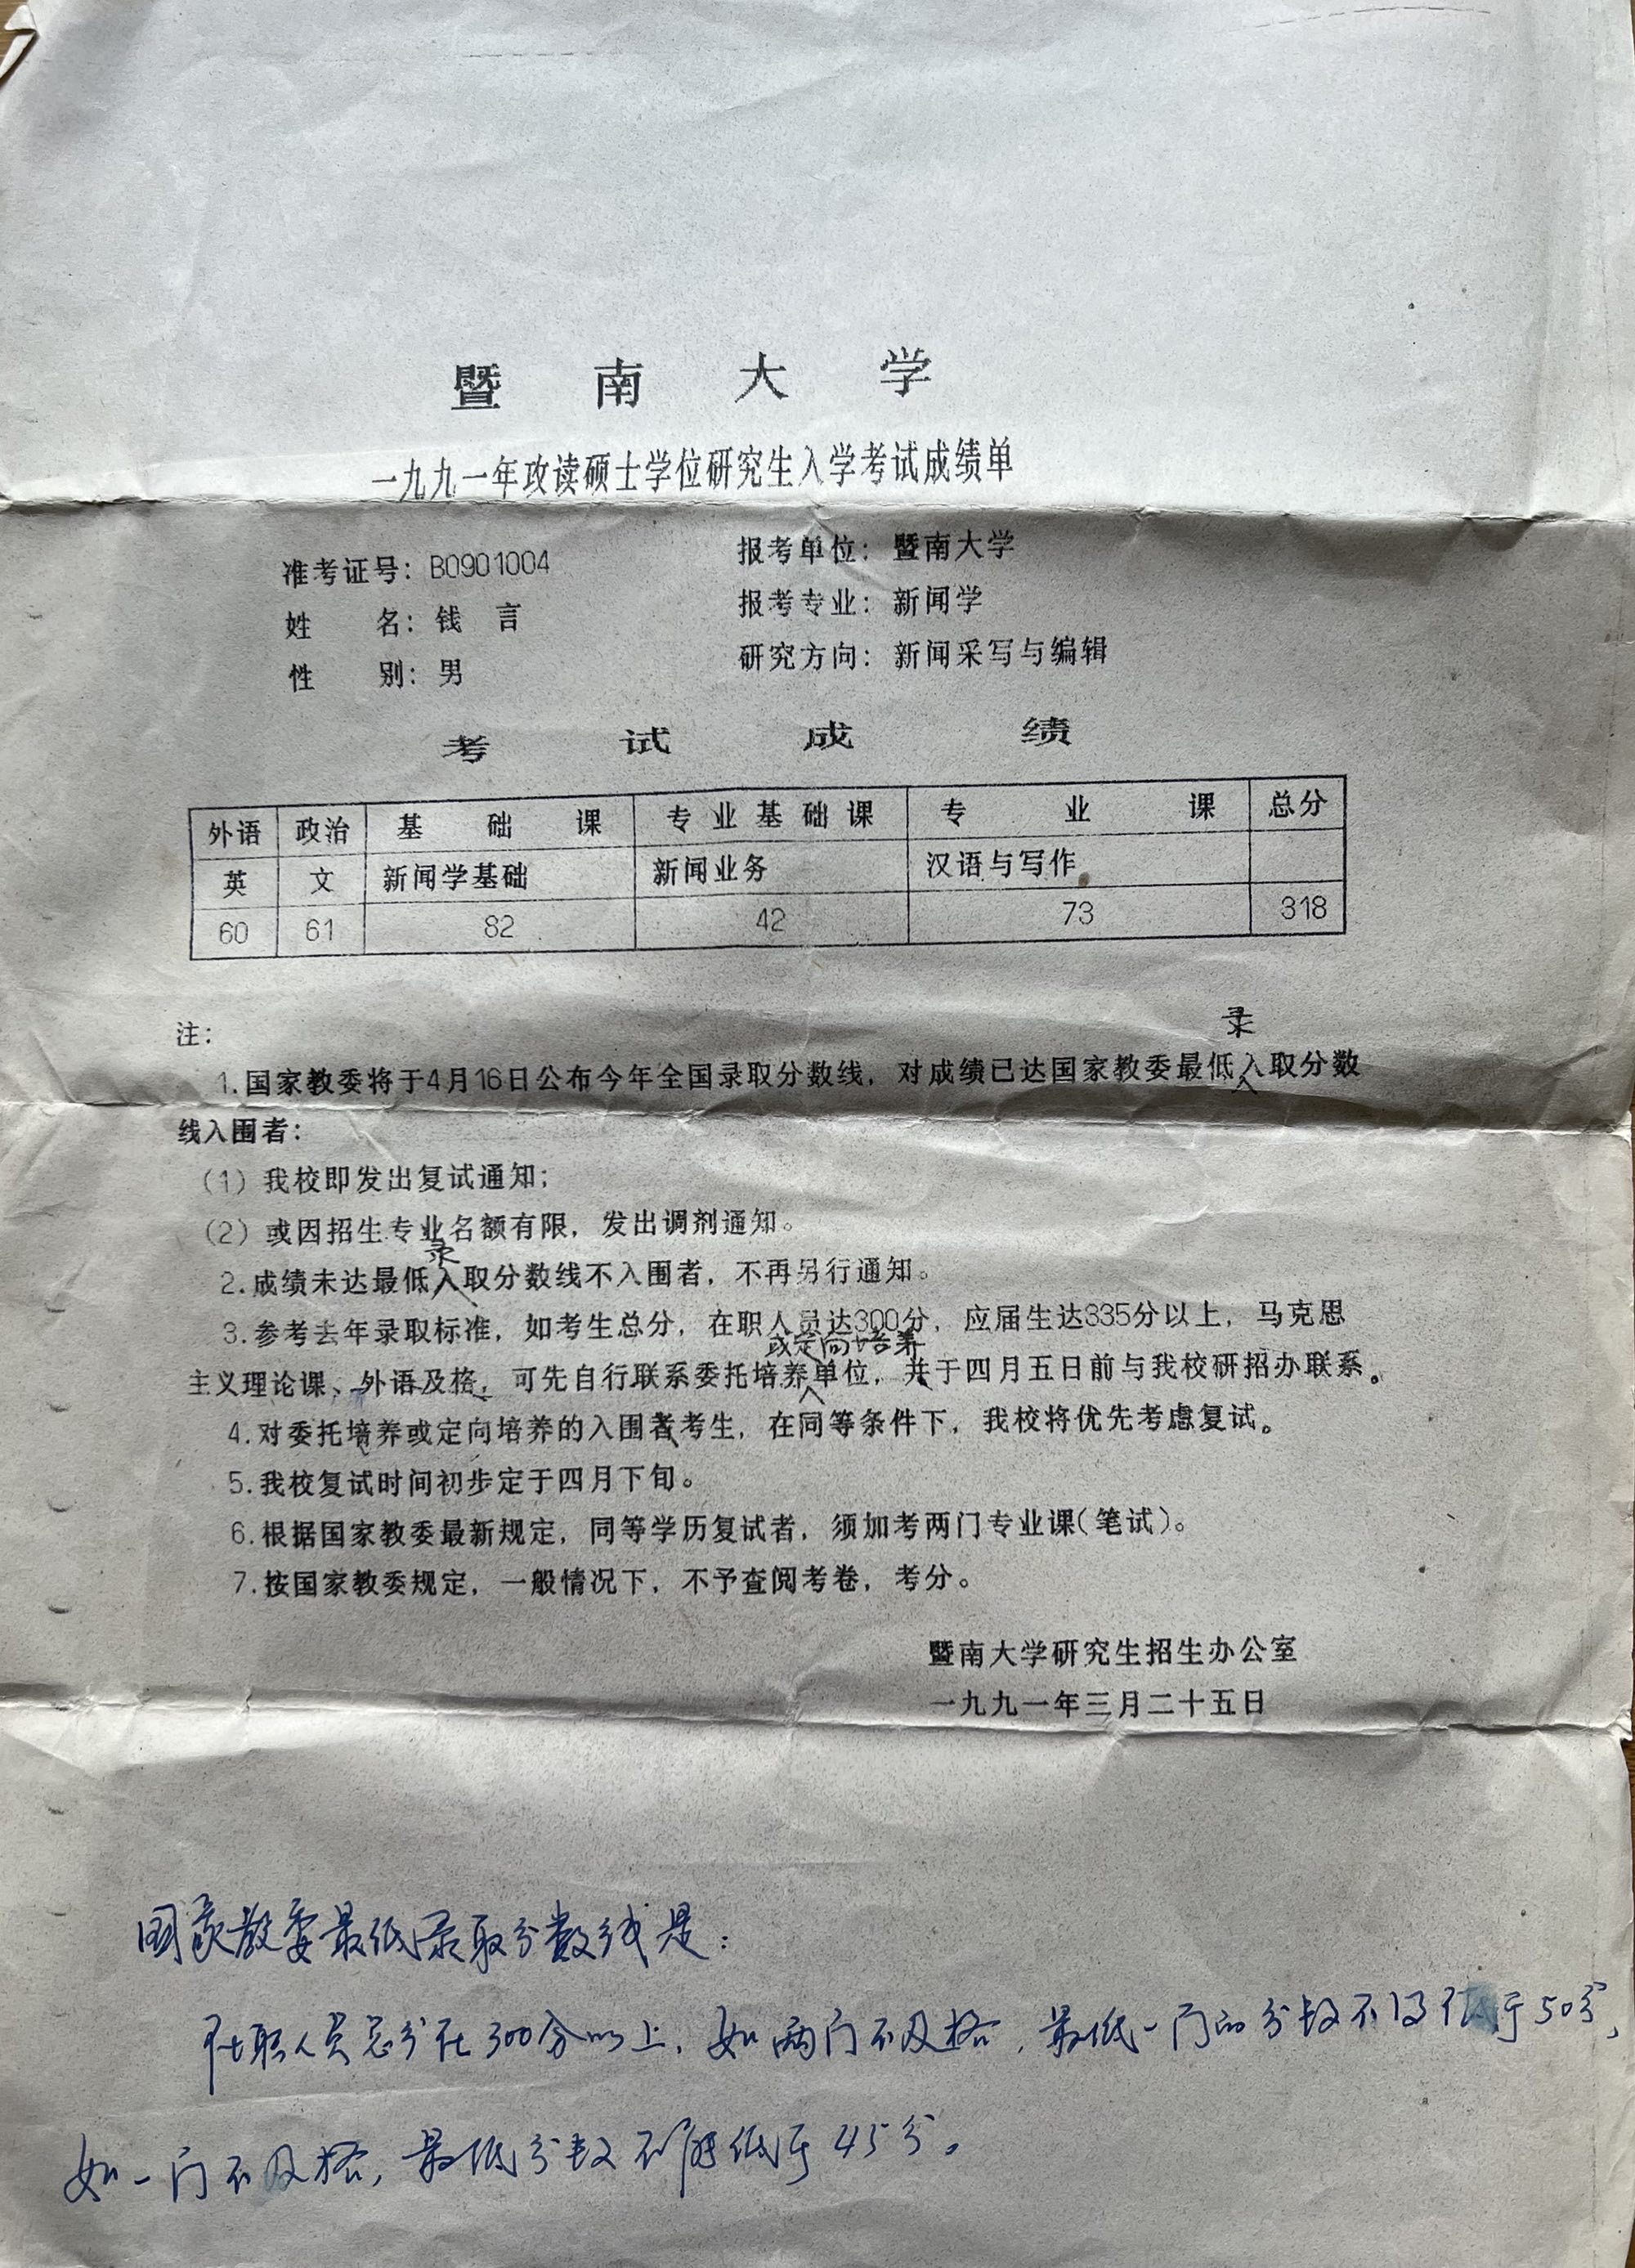 暨南大学
一九九一年攻读硕士学位研究生入学考试成绩单
准考证号：B0901004 报考单位：暨南大学
姓名：钱言 报考专业：新闻学
性别：男 研究方向：新闻采写与编辑
考试成绩
外语 政治 基础课 专业基础课 专业课 总分
英 文 新闻学基础 新闻业务 汉语与写作
60 61 82 42 73 318
注：
录
1.国家教委将于4月16日公布今年全国录取分数线，对成绩已达国家教委最低入取分数
线入围者：
（1）我校即发出复试通知；
（2）或因招生专业名额有限，发出调剂通知。
录
2.成绩未达最低入取分数线不入围者，不再另行通知。
3.参考去年录取标准，如考生总分，在职人员达300分，应届生达335分以上，马克思
或定向培养
主义理论课、外语及格，可先自行联系委托培养单位，并于四月五日前与我校研招办联系。
4.对委托培养或定向培养的入围者考生，在同等条件下，我校将优先考虑复试。
5.我校复试时间初步定于四月下旬。
6.根据国家教委最新规定，同等学历复试者，须加考两门专业课（笔试）。
7.按国家教委规定，一般情况下，不予查阅考卷，考分。
暨南大学研究生招生办公室
一九九一年三月二十五日
国家教委最低录取分数线是：
在职人员总分在300分以上，如两门不及格，最低一门的分数不得低于50分，
如一门不及格，最低分数不能低于45分。